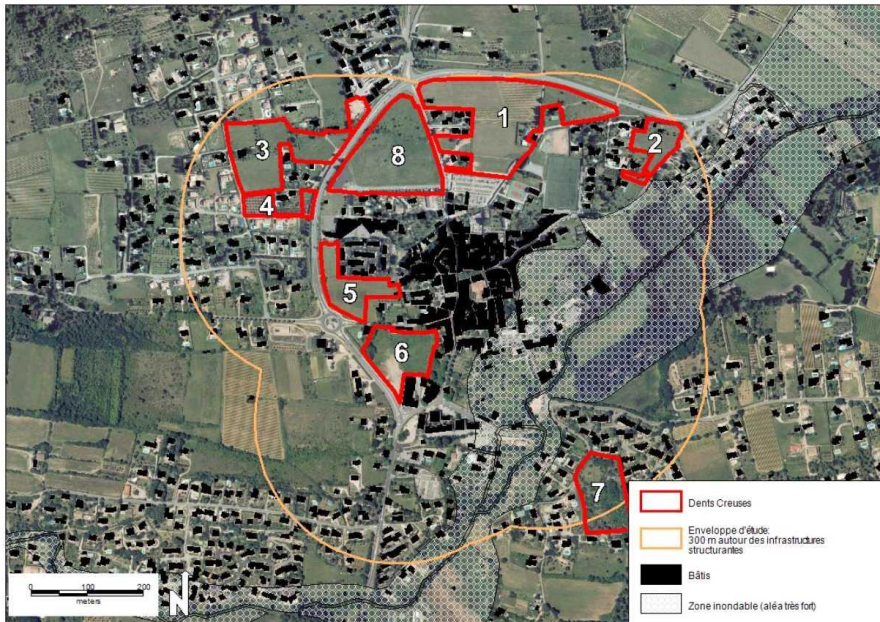 1
2
3
8
4
5
6
7
Dents Creuses
Enveloppe d'étude:
300 m autour des infrastructures
structurantes
Bâtis
Zone inondable (aléa très fort)
0 100 200
meters
N